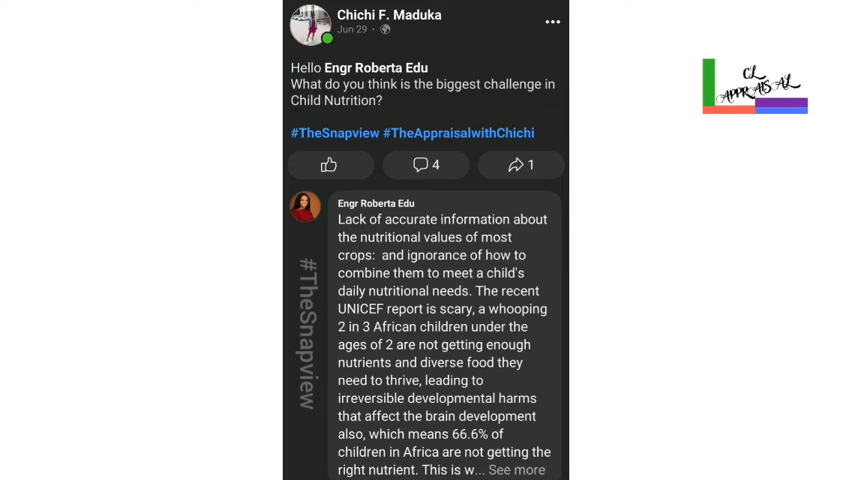 Chichi F. Maduka
Jun 29 ·
Hello Engr Roberta Edu
What do you think is the biggest challenge in
Child Nutrition?
#TheSnapview #TheAppraisalwithChichi
4
1
Engr Roberta Edu
Lack of accurate information about
the nutritional values of most
crops:  and ignorance of how to
combine them to meet a child's
daily nutritional needs. The recent
UNICEF report is scary, a whooping
2 in 3 African children under the
ages of 2 are not getting enough
nutrients and diverse food they
need to thrive, leading to
irreversible developmental harms
that affect the brain development
also, which means 66.6% of
children in Africa are not getting the
right nutrient. This is w... See more
#TheSnapview
CL
APPRAISAL